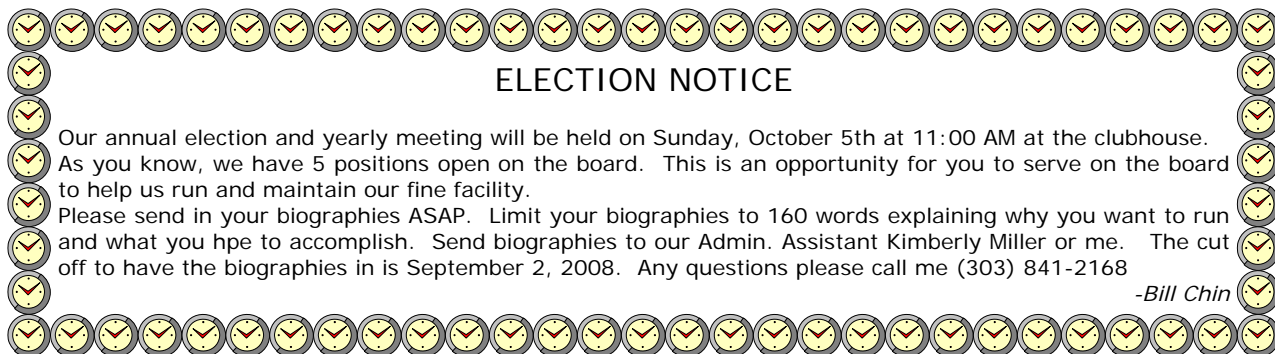 ELECTION NOTICE
Our annual election and yearly meeting will be held on Sunday, October 5th at 11:00 AM at the clubhouse.
As you know, we have 5 positions open on the board.  This is an opportunity for you to serve on the board
to help us run and maintain our fine facility.
Please send in your biographies ASAP.  Limit your biographies to 160 words explaining why you want to run
and what you hpe to accomplish.  Send biographies to our Admin. Assistant Kimberly Miller or me.   The cut
off to have the biographies in is September 2, 2008.  Any questions please call me (303) 841-2168
-Bill Chin